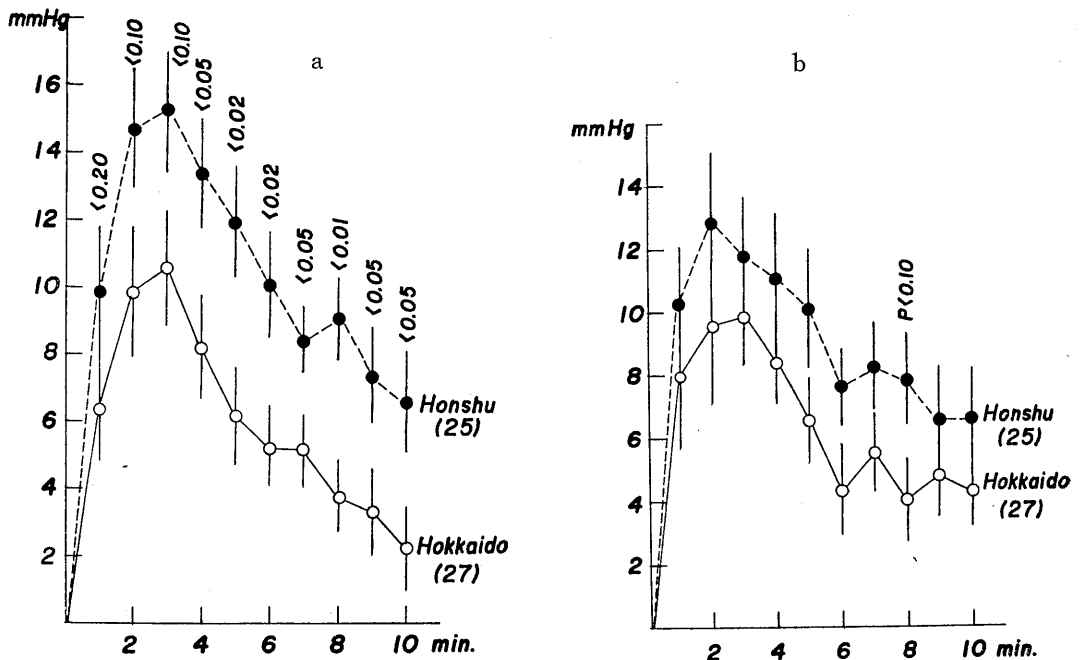 mmHg
a
16
14
12
10
8
6
4
2
<0.20
<0.10
<0.10
<0.05
<0.02
<0.02
<0.05
<0.01
<0.05
<0.05
Honshu
(25)
Hokkaido
(27)
2 4 6 8 10 min.
b
mmHg
14
12
10
8
6
4
2
P<0.10
Honshu
(25)
Hokkaido
(27)
2 4 6 8 10 min.